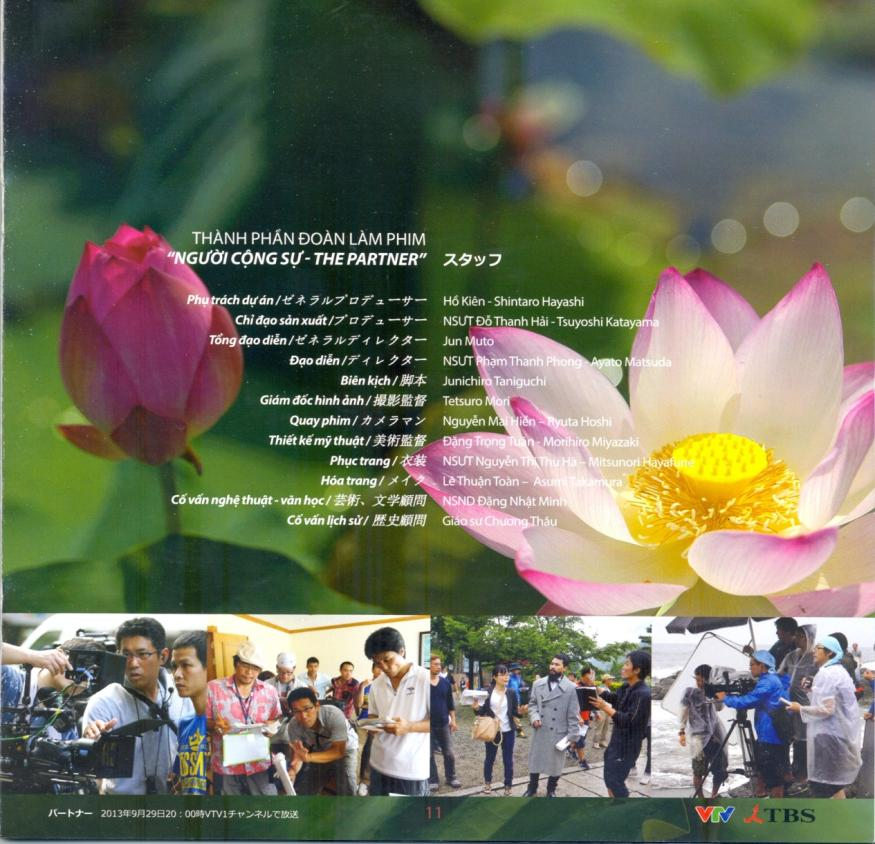 THÀNH PHẦN ĐOÀN LÀM PHIM
“NGƯỜI CỘNG SỰ - THE PARTNER” スタッフ
Phụ trách dự án / ゼネラルプロデューサー Hồ Kiên - Shintaro Hayashi
Chỉ đạo sản xuất / プロデューサー NSƯT Đỗ Thanh Hải - Tsuyoshi Katayama
Tổng đạo diễn / ゼネラルディレクター Jun Muto
Đạo diễn / ディレクター NSƯT Phạm Thanh Phong - Ayato Matsuda
Biên kịch / 脚本 Junichiro Taniguchi
Giám đốc hình ảnh / 撮影監督 Tetsuro Mori
Quay phim / カメラマン Nguyễn Mai Hiền – Ryuta Hoshi
Thiết kế mỹ thuật / 美術監督 Đặng Trọng Tuân - Morihiro Miyazaki
Phục trang / 衣装 NSƯT Nguyễn Thị Thu Hà – Mitsunori Hayafune
Hóa trang / メイク Lê Thuận Toàn – Asumi Takamura
Cố vấn nghệ thuật - văn học / 芸術、文学顧問 NSND Đặng Nhật Minh
Cố vấn lịch sử / 歴史顧問 Giáo sư Chương Thâu
パートナー 2013年9月29日20：00時VTV1チャンネルで放送 11 VTV TBS